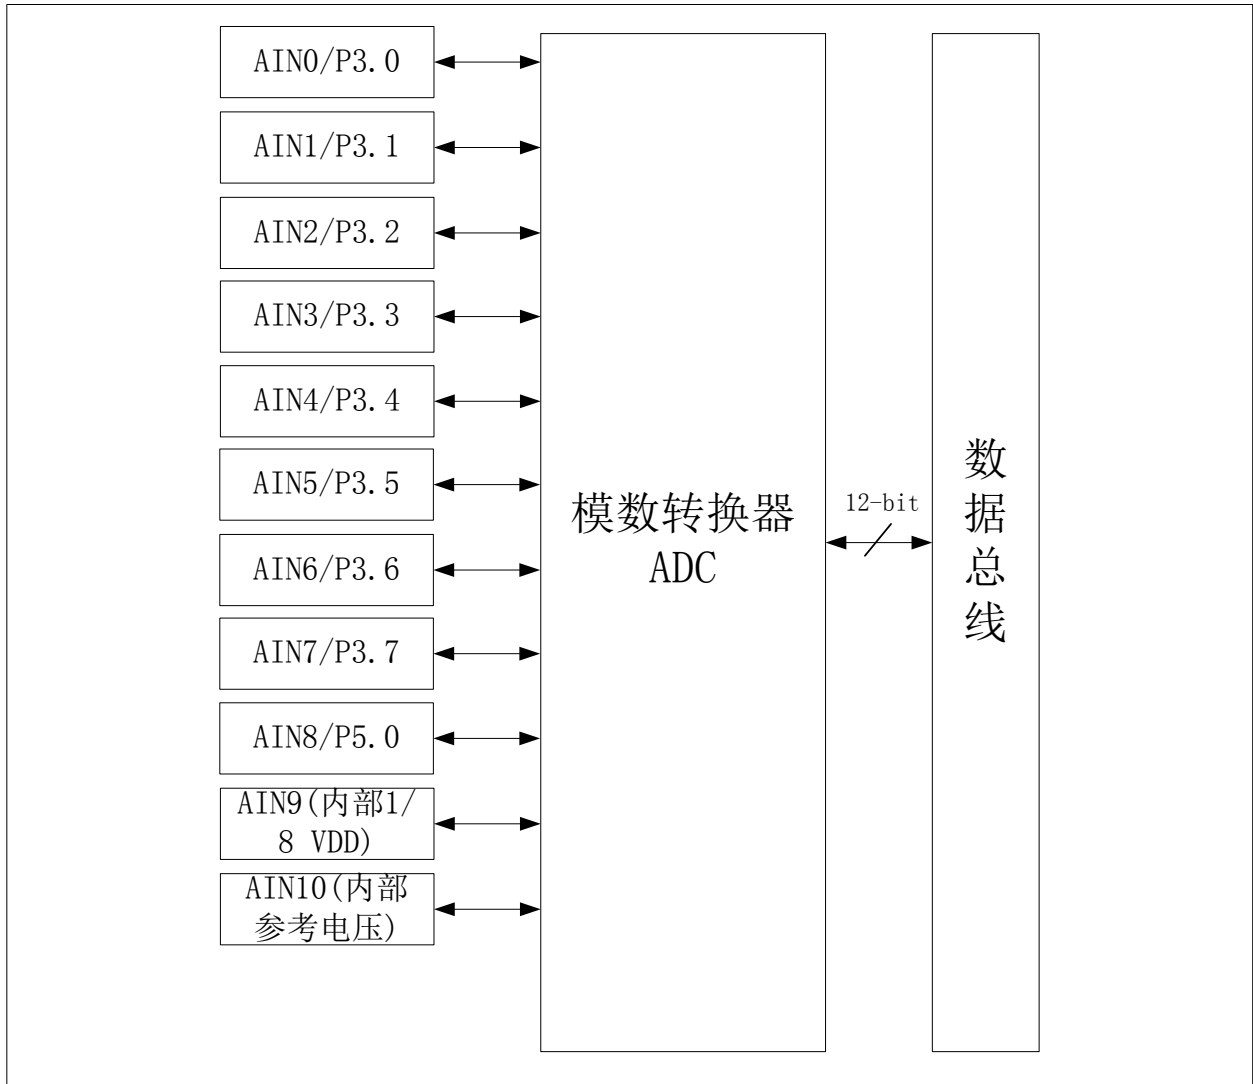 AIN0/P3.0
AIN1/P3.1
AIN2/P3.2
AIN3/P3.3
AIN4/P3.4
AIN5/P3.5
AIN6/P3.6
AIN7/P3.7
AIN8/P5.0
AIN9(内部1/
8 VDD)
AIN10(内部
参考电压)
模数转换器
ADC
12-bit
数
据
总
线